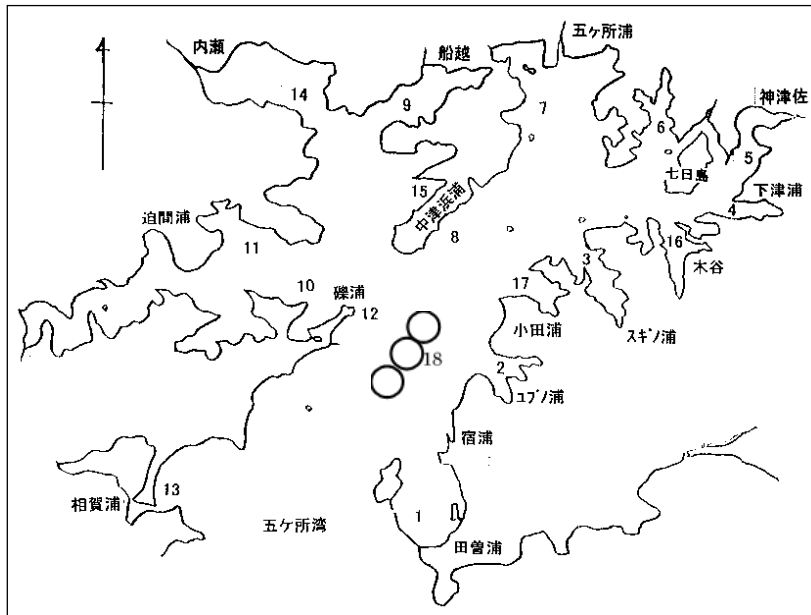 五ヶ所浦
内瀬
船越
神津佐
14
9
7
6
5
七日島
下津浦
15
中津浜浦
4
迫間浦
8
16
11
3
木谷
10
礁浦
17
12
小田浦
スギノ浦
18
2
ユブノ浦
宿浦
相賀浦
13
1
五ケ所湾
田曽浦